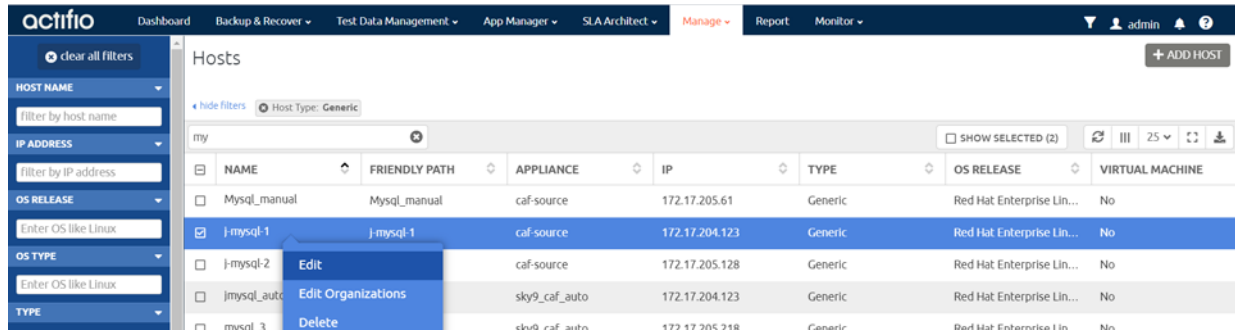 actifio Dashboard Backup & Recover Test Data Management App Manager SLA Architect Manage Report Monitor admin
clear all filters
Hosts
+ ADD HOST
HOST NAME
filter by host name
hide filters Host Type: Generic
IP ADDRESS
my
SHOW SELECTED (2) 25
filter by IP address
NAME FRIENDLY PATH APPLIANCE IP TYPE OS RELEASE VIRTUAL MACHINE
OS RELEASE
Mysql_manual Mysql_manual caf-source 172.17.205.61 Generic Red Hat Enterprise Lin... No
Enter OS like Linux
j-mysql-1 j-mysql-1 caf-source 172.17.204.123 Generic Red Hat Enterprise Lin... No
OS TYPE
j-mysql-2 Edit caf-source 172.17.205.128 Generic Red Hat Enterprise Lin... No
Enter OS like Linux
jmysql_auto Edit Organizations sky9_caf_auto 172.17.204.123 Generic Red Hat Enterprise Lin... No
TYPE
mysql_3 Delete sky9_caf_auto 172.17.205.218 Generic Red Hat Enterprise Lin... No